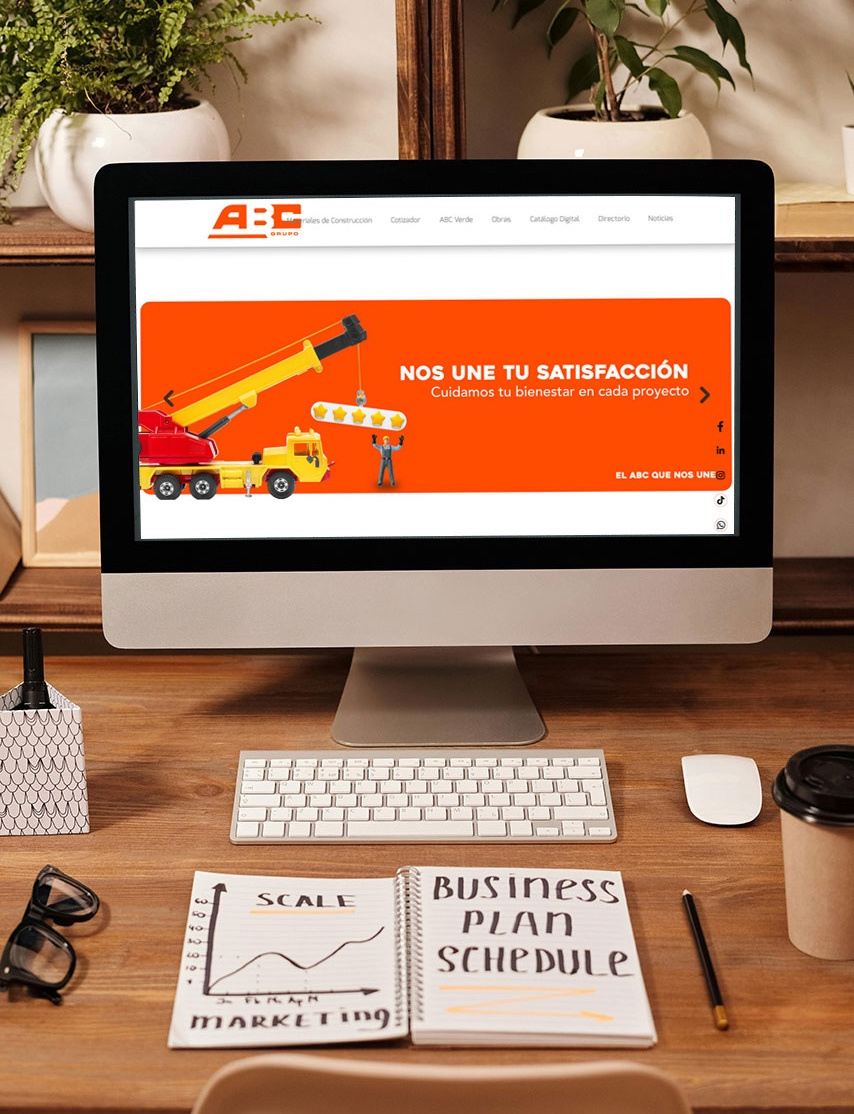 ABC
GRUPO
Materiales de Construcción Cotizador ABC Verde Obras Catálogo Digital Directorio Noticias
NOS UNE TU SATISFACCIÓN
Cuidamos tu bienestar en cada proyecto
EL ABC QUE NOS UNE
SCALE
MARKETING
BUSINESS
PLAN
SCHEDULE